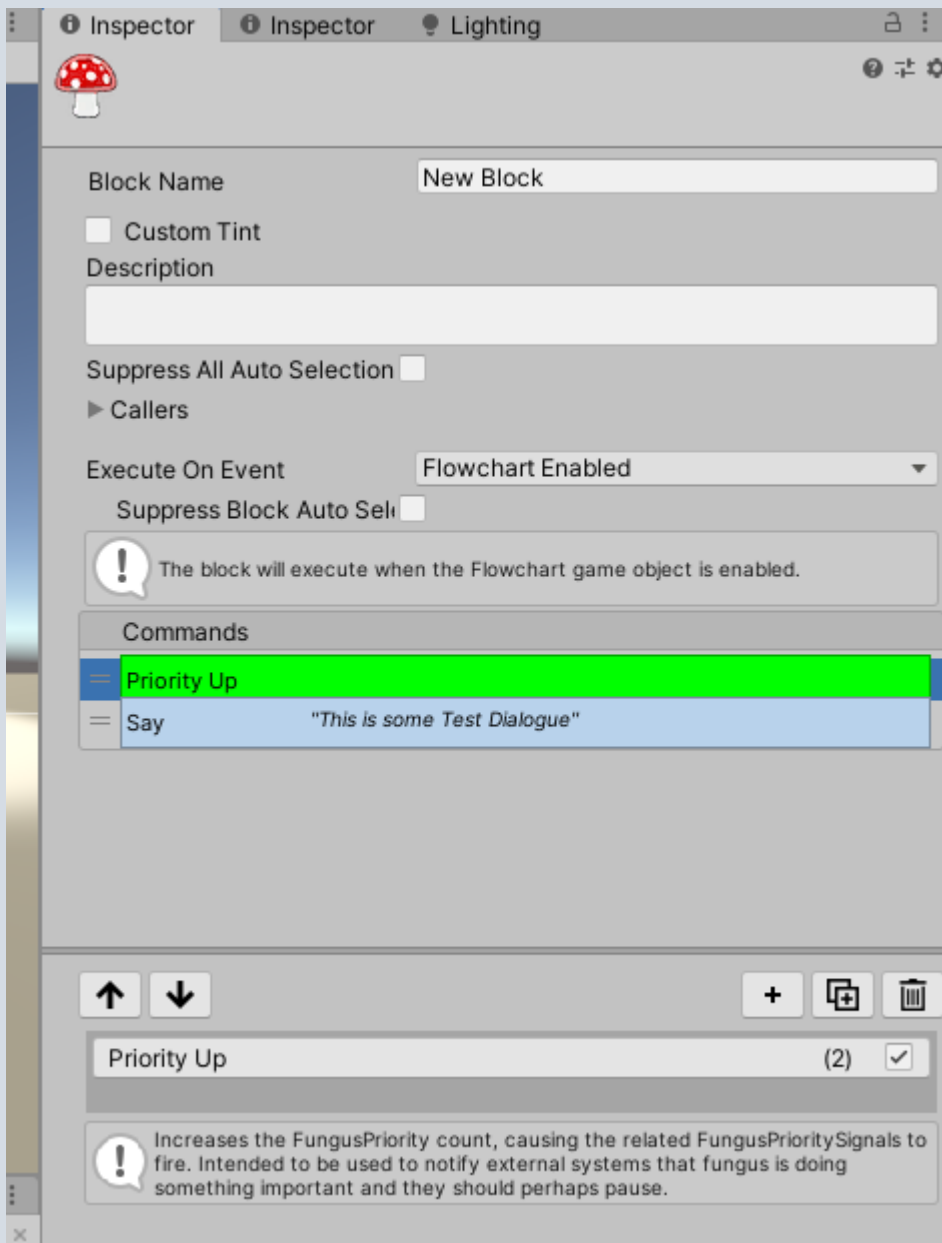 Inspector Inspector Lighting
Block Name New Block
Custom Tint
Description
Suppress All Auto Selection
Callers
Execute On Event Flowchart Enabled
Suppress Block Auto Sel
The block will execute when the Flowchart game object is enabled.
Commands
Priority Up
Say "This is some Test Dialogue"
Priority Up (2)
Increases the FungusPriority count, causing the related FungusPrioritySignals to
fire. Intended to be used to notify external systems that fungus is doing
something important and they should perhaps pause.